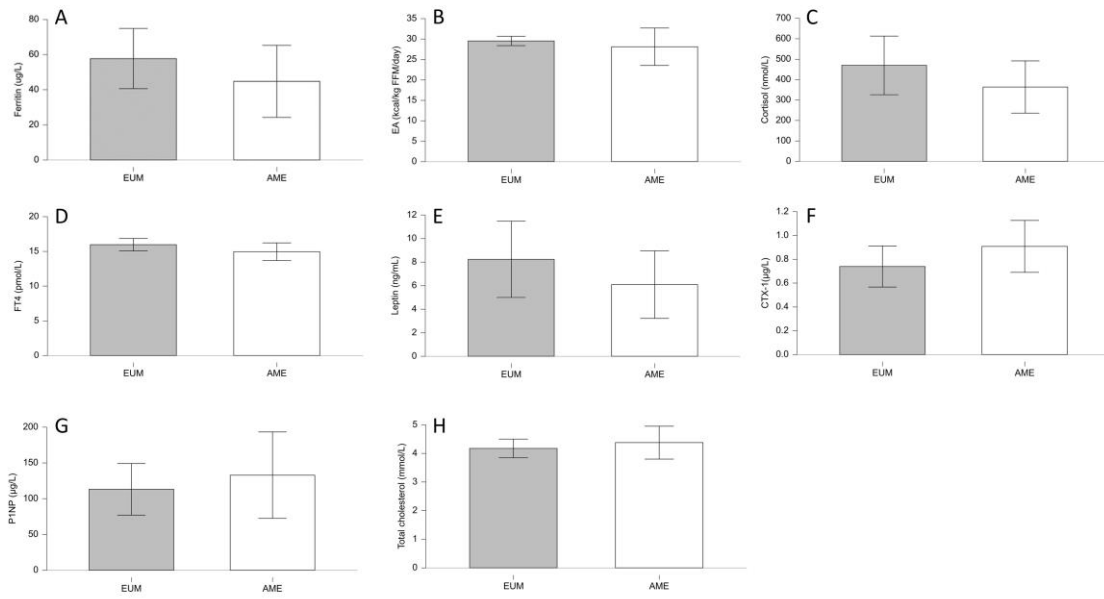 A
Ferritin (ug/L)
80
60
40
20
0
EUM
AME
B
EA (kcal/kg FFM/day)
35
30
25
20
15
10
5
0
EUM
AME
C
Cortisol (nmol/L)
700
600
500
400
300
200
100
0
EUM
AME
D
FT4 (pmol/L)
20
15
10
5
0
EUM
AME
E
Leptin (ng/mL)
12
10
8
6
4
2
0
EUM
AME
F
CTX-1(µg/L)
1.2
1.0
0.8
0.6
0.4
0.2
0.0
EUM
AME
G
P1NP (µg/L)
200
150
100
50
0
EUM
AME
H
Total cholesterol (mmol/L)
5
4
3
2
1
0
EUM
AME